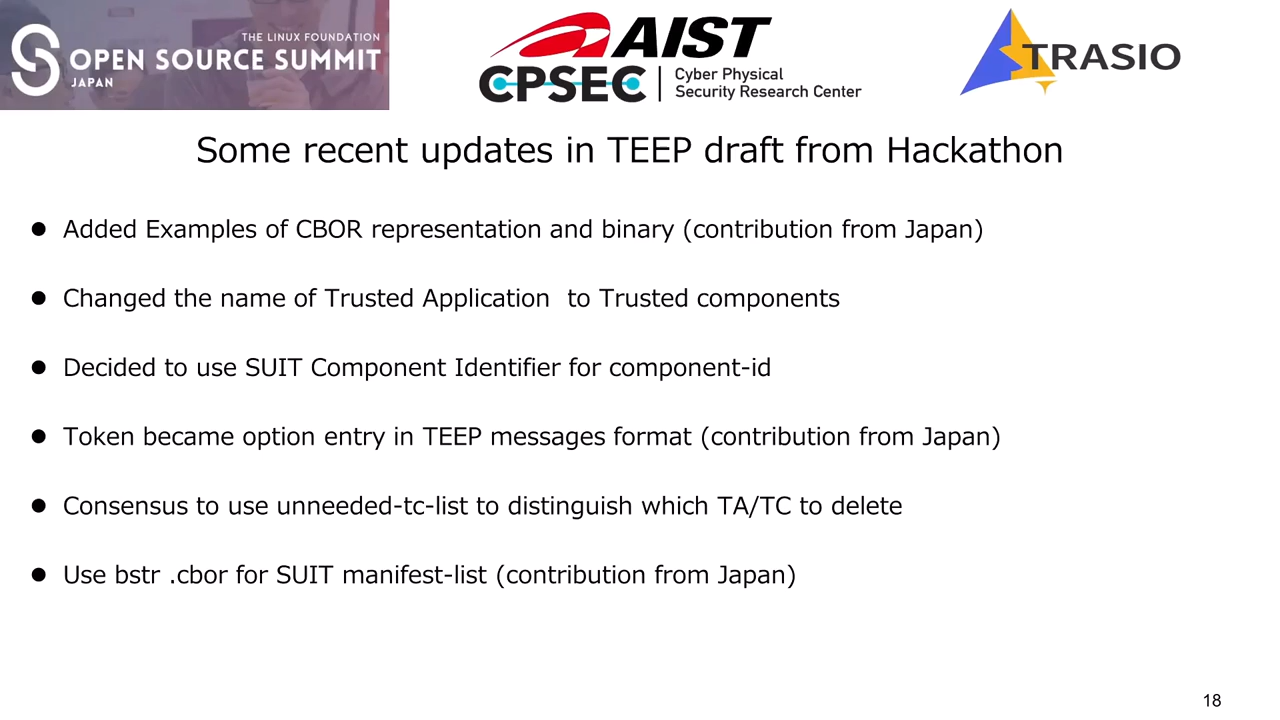 THE LINUX FOUNDATION
OPEN SOURCE SUMMIT
JAPAN
AIST
CPSEC
Cyber Physical
Security Research Center
TRASIO
Some recent updates in TEEP draft from Hackathon
● Added Examples of CBOR representation and binary (contribution from Japan)
● Changed the name of Trusted Application  to Trusted components
● Decided to use SUIT Component Identifier for component-id
● Token became option entry in TEEP messages format (contribution from Japan)
● Consensus to use unneeded-tc-list to distinguish which TA/TC to delete
● Use bstr .cbor for SUIT manifest-list (contribution from Japan)
18